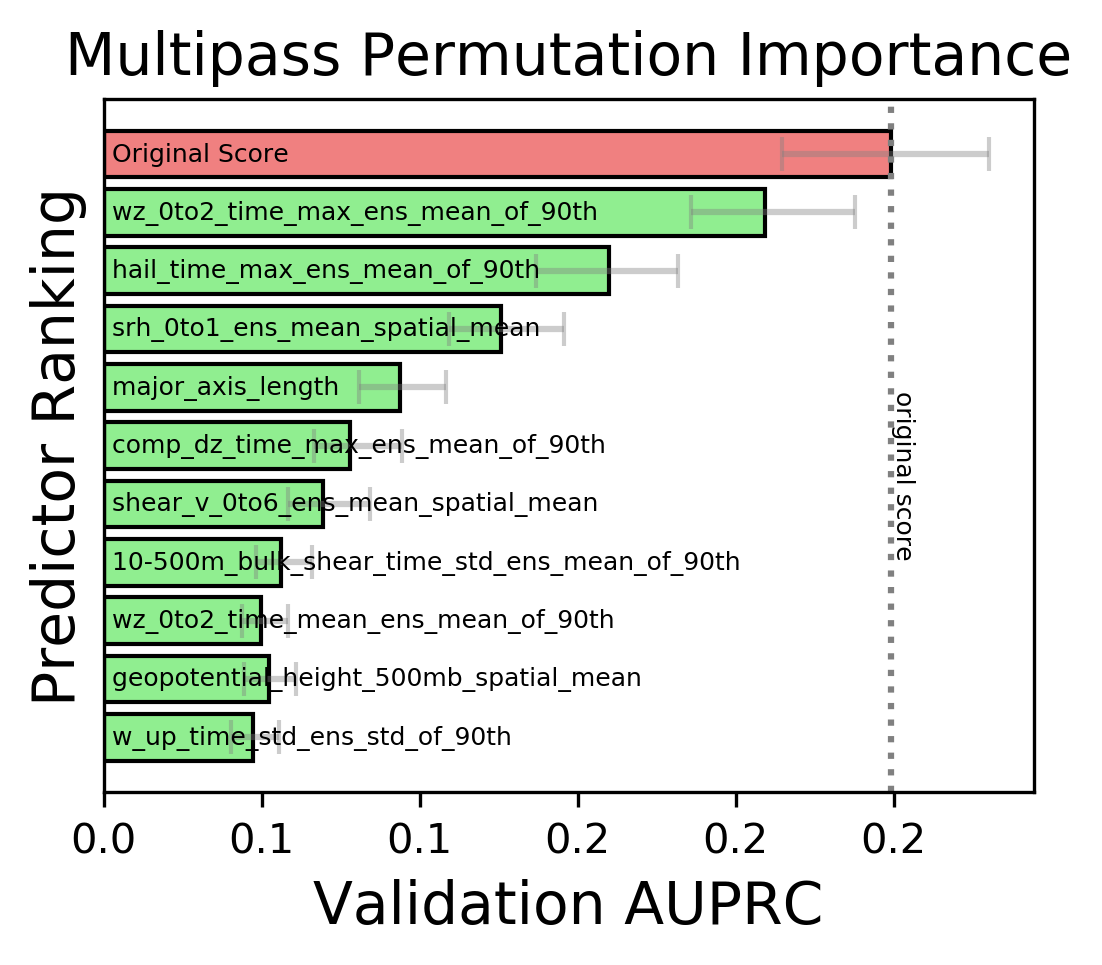 Multipass Permutation Importance
Predictor Ranking
Original Score
wz_0to2_time_max_ens_mean_of_90th
hail_time_max_ens_mean_of_90th
srh_0to1_ens_mean_spatial_mean
major_axis_length
comp_dz_time_max_ens_mean_of_90th
shear_v_0to6_ens_mean_spatial_mean
10-500m_bulk_shear_time_std_ens_mean_of_90th
wz_0to2_time_mean_ens_mean_of_90th
geopotential_height_500mb_spatial_mean
w_up_time_std_ens_std_of_90th
original score
0.0 0.1 0.1 0.2 0.2 0.2
Validation AUPRC